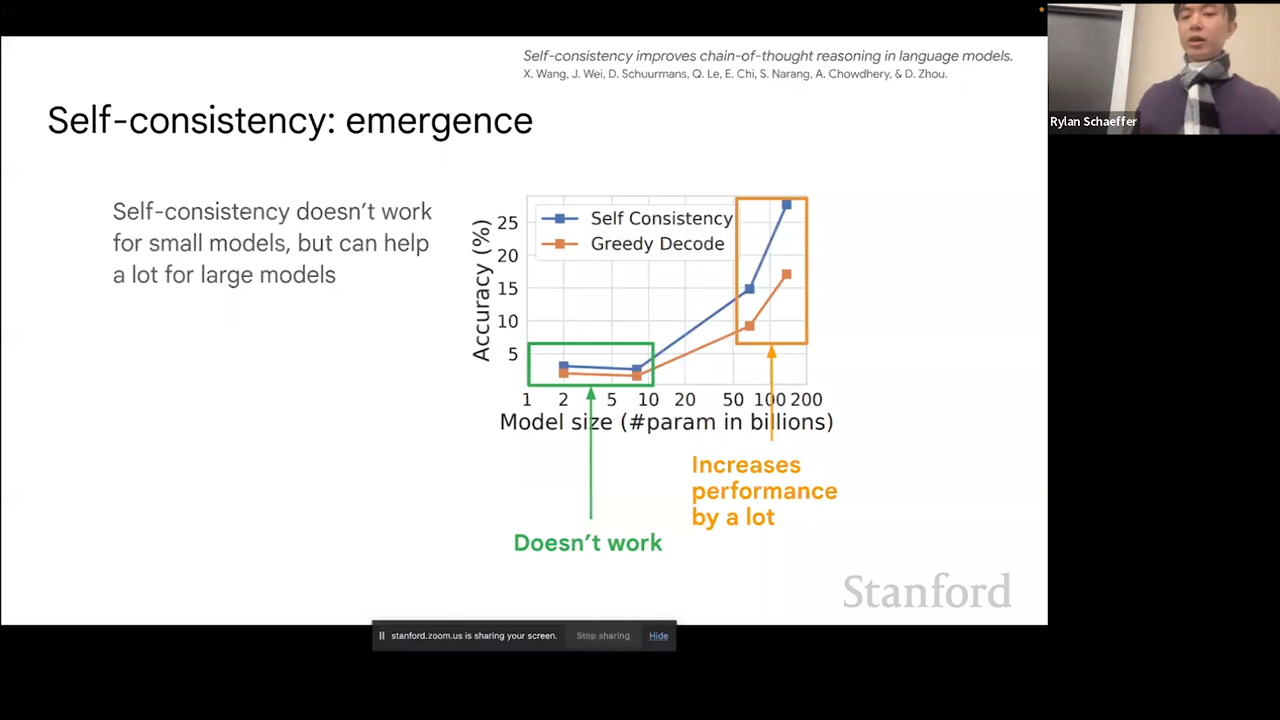 Self-consistency improves chain-of-thought reasoning in language models.
X. Wang, J. Wei, D. Schuurmans, Q. Le, E. Chi, S. Narang, A. Chowdhery, & D. Zhou.
Rylan Schaeffer
Self-consistency: emergence
Self-consistency doesn't work
for small models, but can help
a lot for large models
Accuracy (%)
25
20
15
10
5
Self Consistency
Greedy Decode
1 2 5 10 20 50 100 200
Model size (#param in billions)
Increases
performance
by a lot
Doesn't work
Stanford
stanford.zoom.us is sharing your screen. Stop sharing Hide